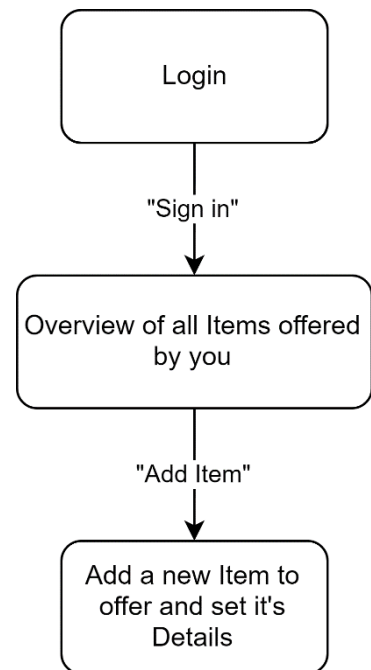 Login
"Sign in"
Overview of all Items offered
by you
"Add Item"
Add a new Item to
offer and set it's
Details